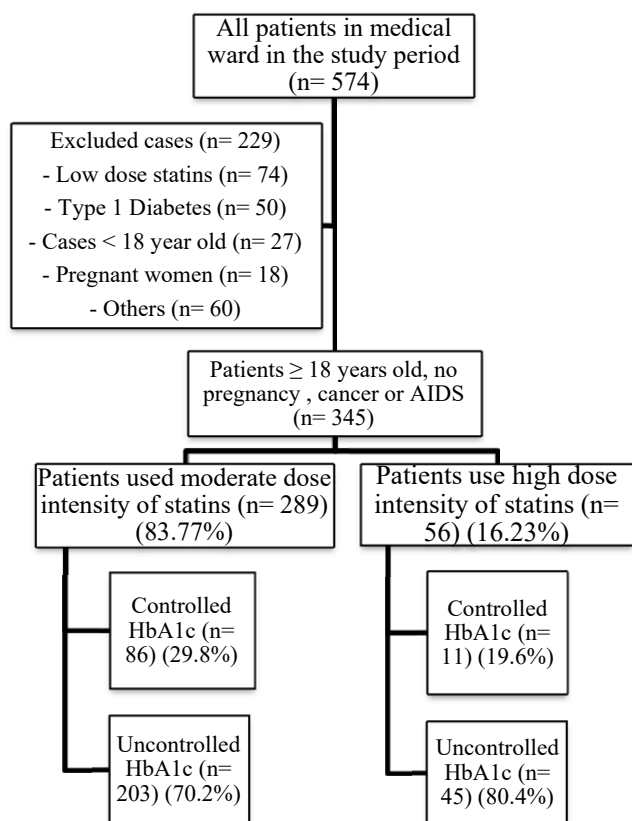 All patients in medical
ward in the study period
(n= 574)
Excluded cases (n= 229)
- Low dose statins (n= 74)
- Type 1 Diabetes (n= 50)
- Cases < 18 year old (n= 27)
- Pregnant women (n= 18)
- Others (n= 60)
Patients ≥ 18 years old, no
pregnancy , cancer or AIDS
(n= 345)
Patients used moderate dose
intensity of statins (n= 289)
(83.77%)
Patients use high dose
intensity of statins (n=
56) (16.23%)
Controlled
HbA1c (n=
86) (29.8%)
Controlled
HbA1c (n=
11) (19.6%)
Uncontrolled
HbA1c (n=
203) (70.2%)
Uncontrolled
HbA1c (n=
45) (80.4%)